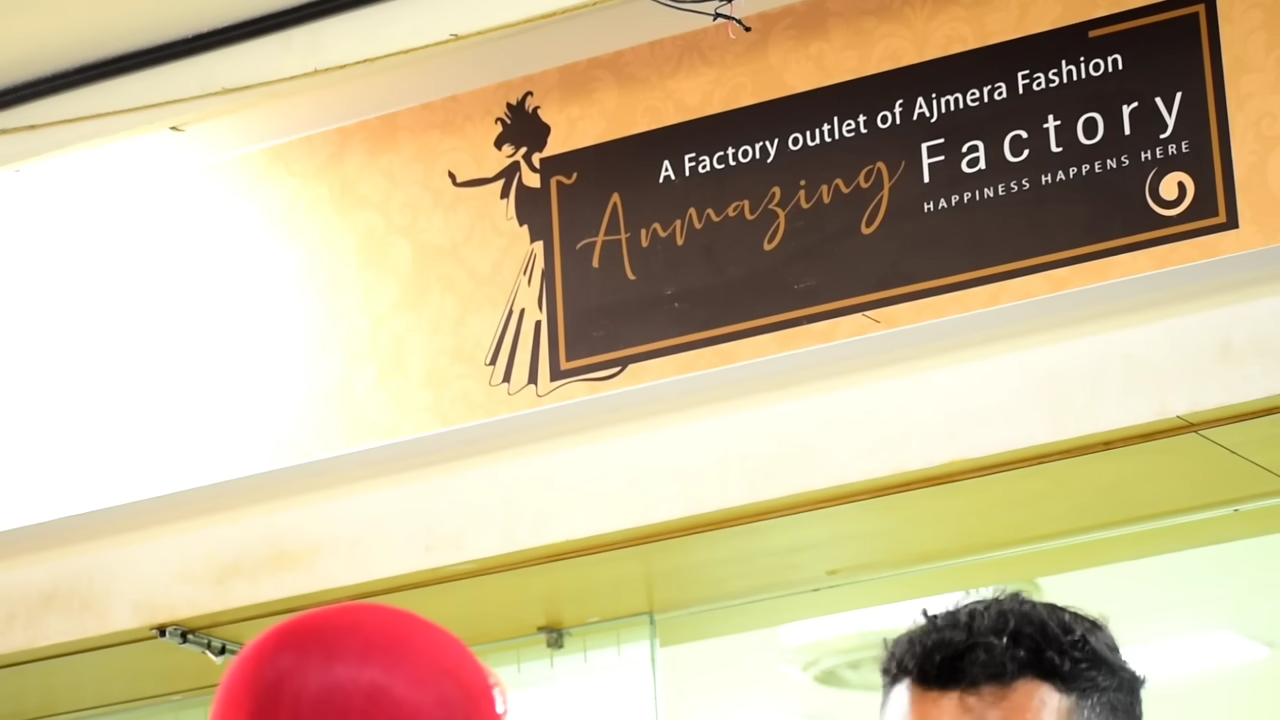 A Factory outlet of Ajmera Fashion
Anmazing Factory
HAPPINESS HAPPENS HERE